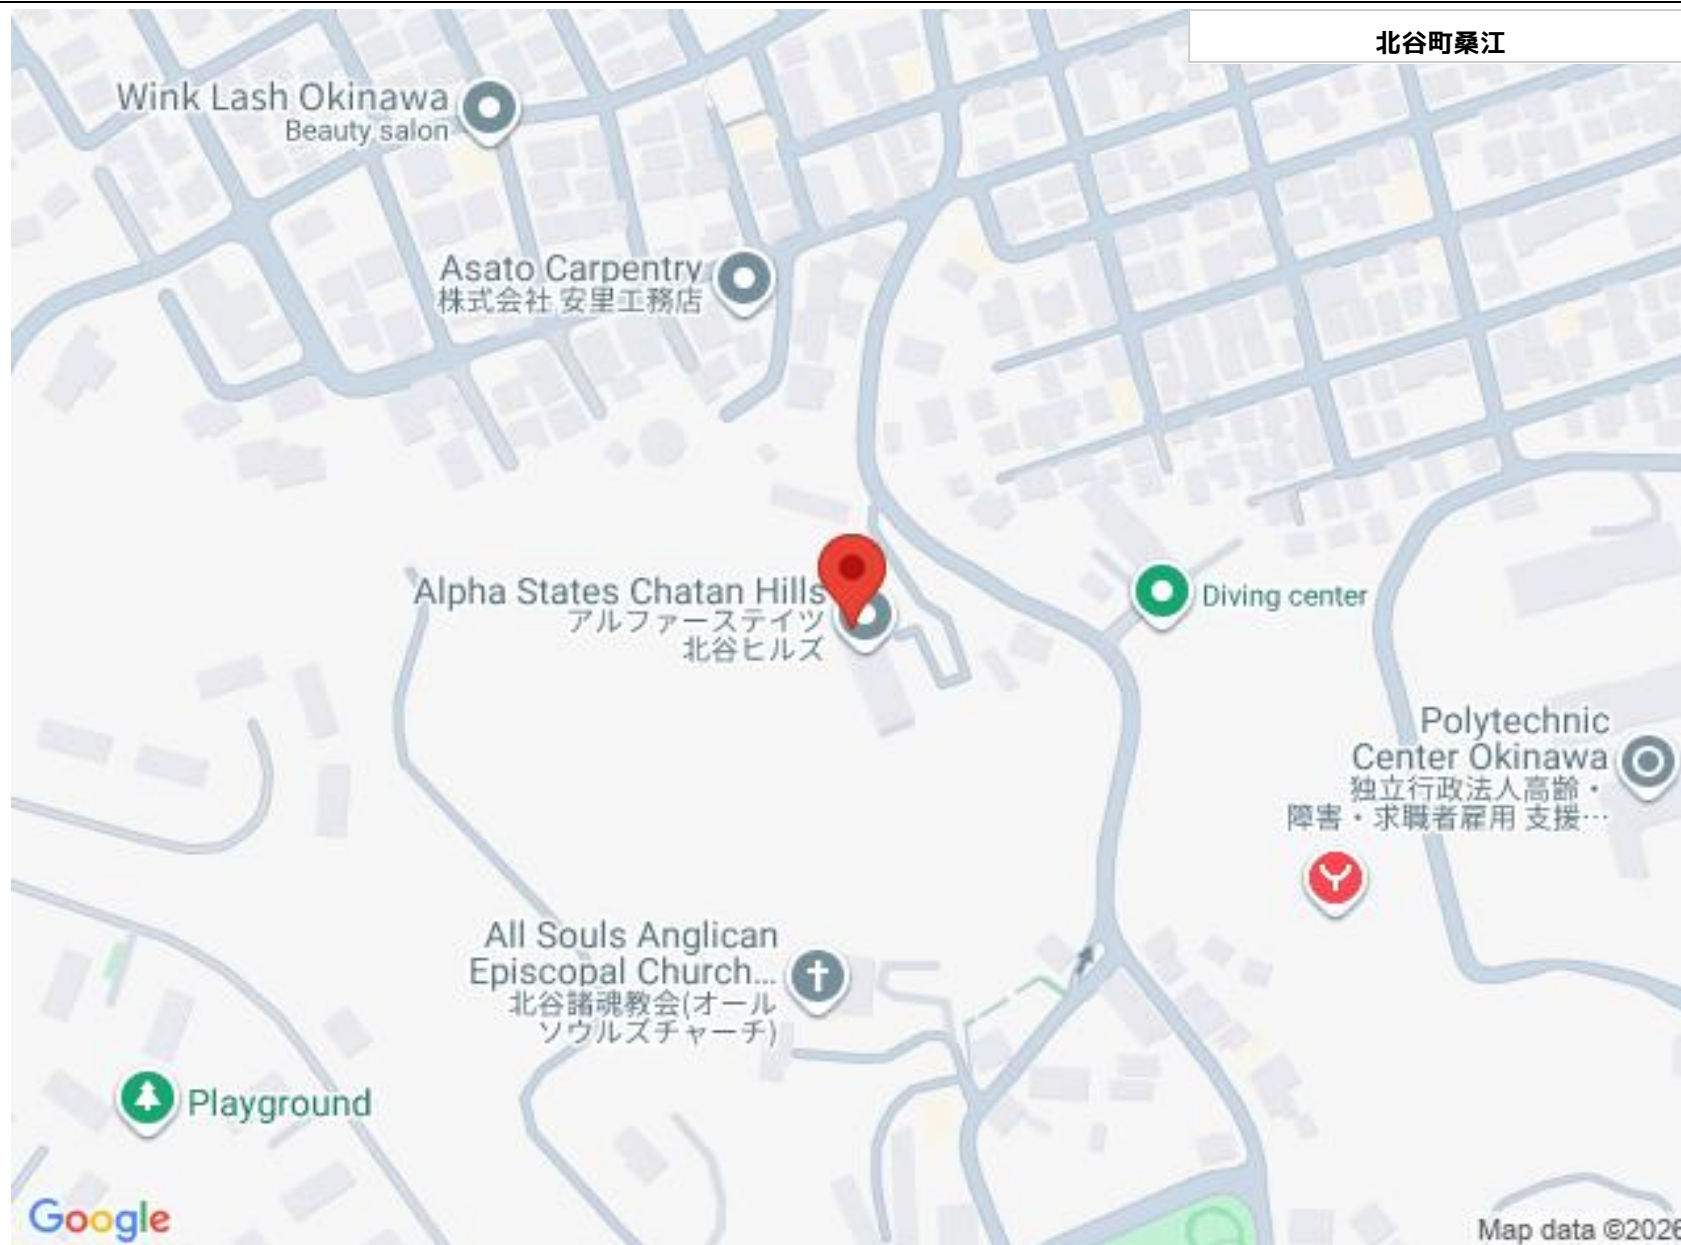 北谷町桑江
Wink Lash Okinawa
Beauty salon
Asato Carpentry
株式会社 安里工務店
Alpha States Chatan Hills
アルファーステイツ
北谷ヒルズ
Diving center
Polytechnic
Center Okinawa
独立行政法人高齢・
障害・求職者雇用 支援…
All Souls Anglican
Episcopal Church...
北谷諸魂教会(オール
ソウルズチャーチ)
Playground
Google
Map data ©2026